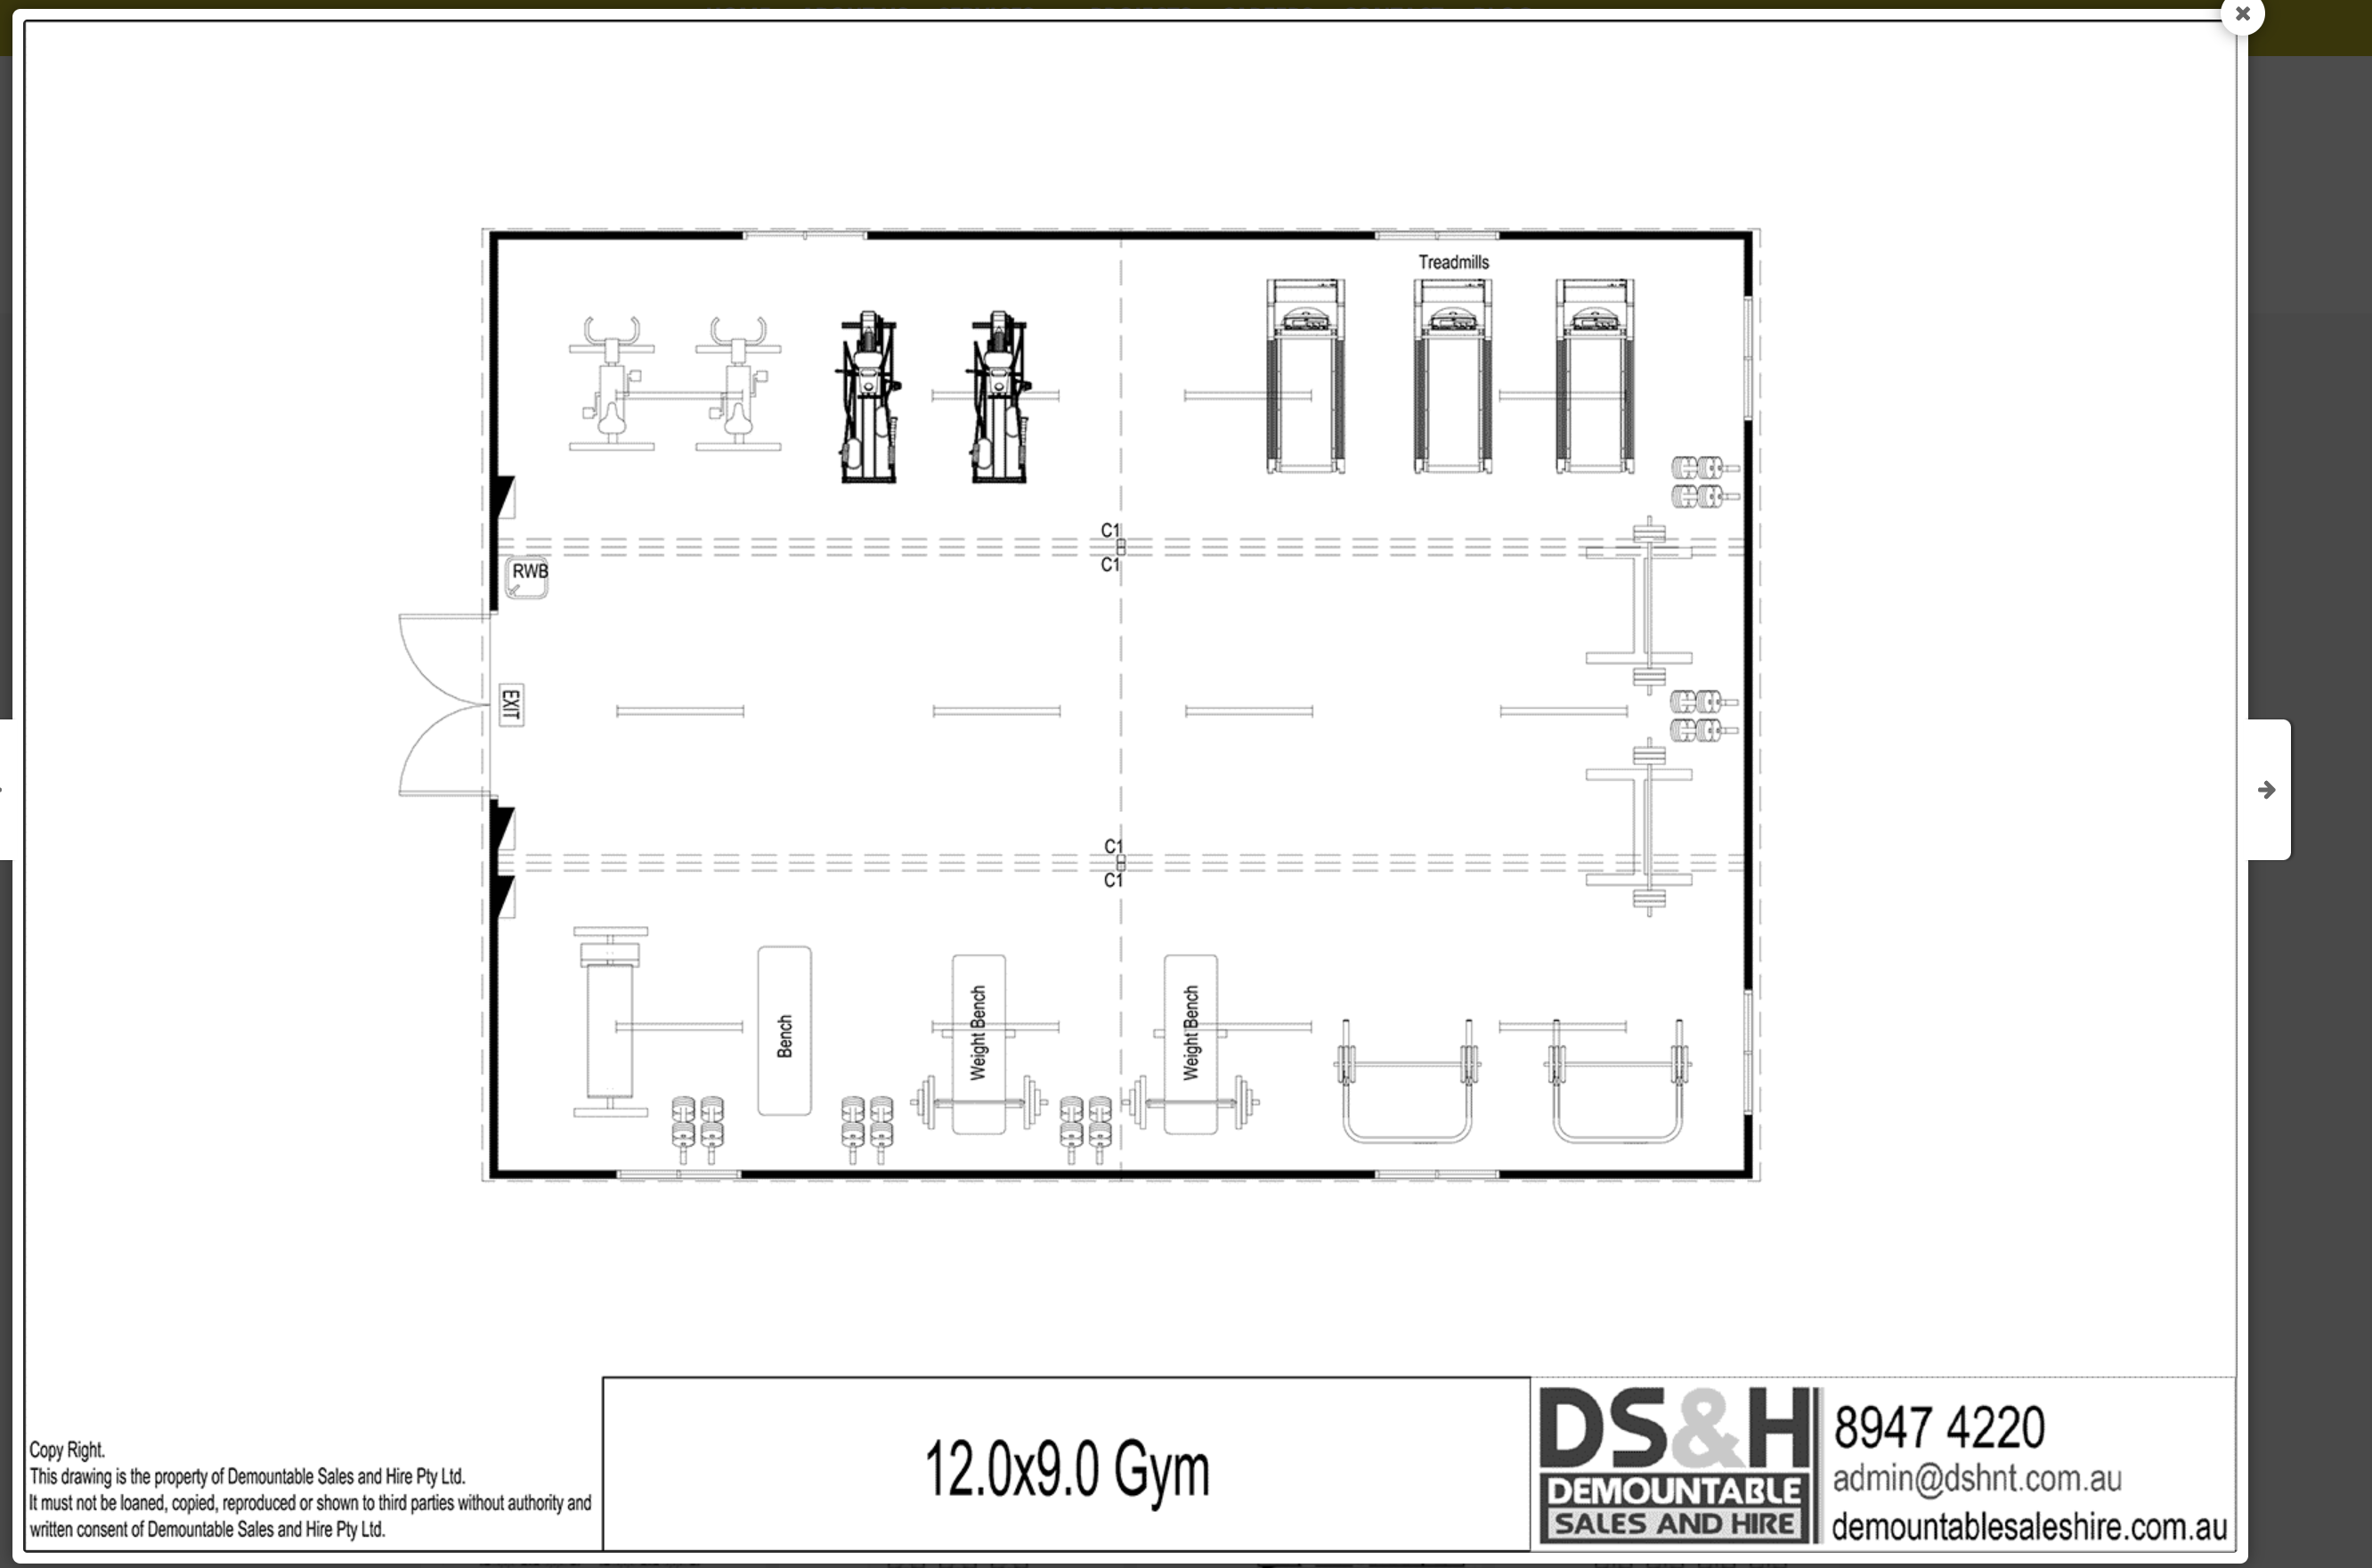 Treadmills
C1
C1
RWB
EXIT
C1
C1
Bench
Weight Bench
Weight Bench
Copy Right.
This drawing is the property of Demountable Sales and Hire Pty Ltd.
It must not be loaned, copied, reproduced or shown to third parties without authority and
written consent of Demountable Sales and Hire Pty Ltd.
12.0x9.0 Gym
DS&H
DEMOUNTABLE
SALES AND HIRE
8947 4220
admin@dshnt.com.au
demountablesaleshire.com.au